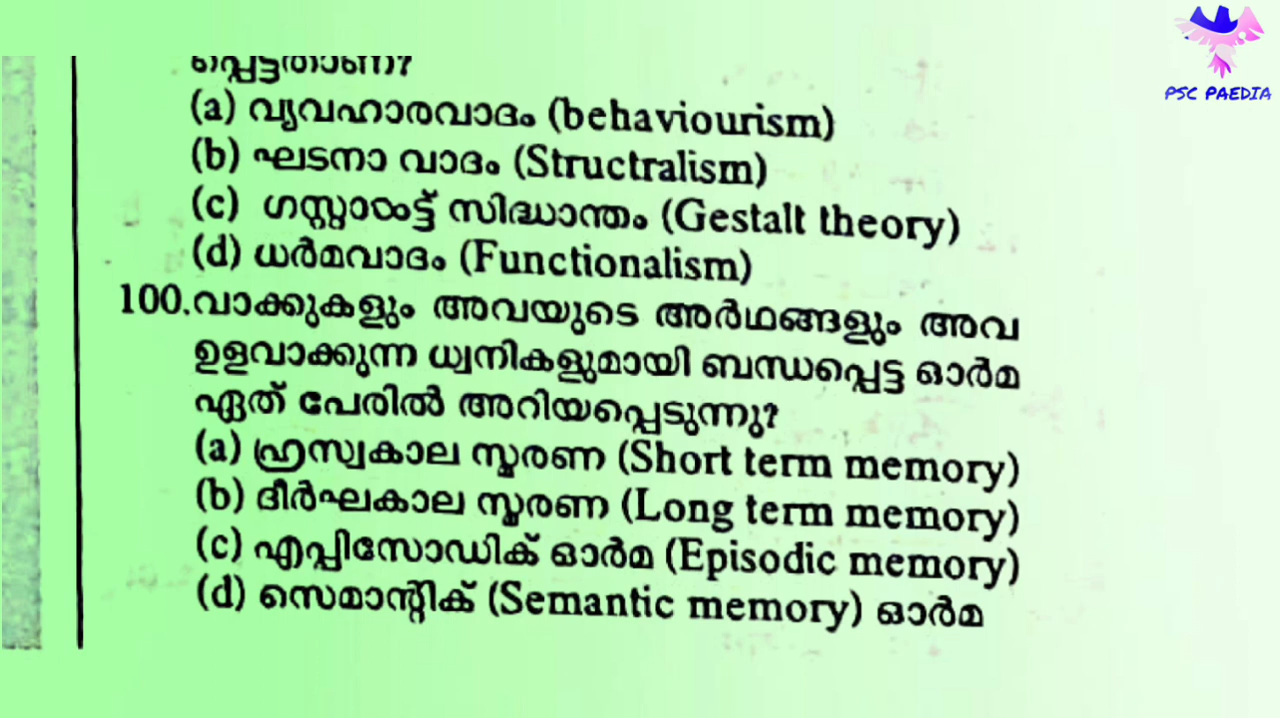 പ്പെട്ടതാണ്?
(a) വ്യവഹാരവാദം (behaviourism)
(b) ഘടനാ വാദം (Structralism)
(c) ഗസ്റ്റാൾട്ട് സിദ്ധാന്തം (Gestalt theory)
(d) ധർമവാദം (Functionalism)
100.വാക്കുകളും അവയുടെ അർഥങ്ങളും അവ
ഉളവാക്കുന്ന ധ്വനികളുമായി ബന്ധപ്പെട്ട ഓർമ
ഏത് പേരിൽ അറിയപ്പെടുന്നു?
(a) ഹ്രസ്വകാല സ്മരണ (Short term memory)
(b) ദീർഘകാല സ്മരണ (Long term memory)
(c) എപ്പിസോഡിക് ഓർമ (Episodic memory)
(d) സെമാന്റിക് (Semantic memory) ഓർമ
PSC PAEDIA